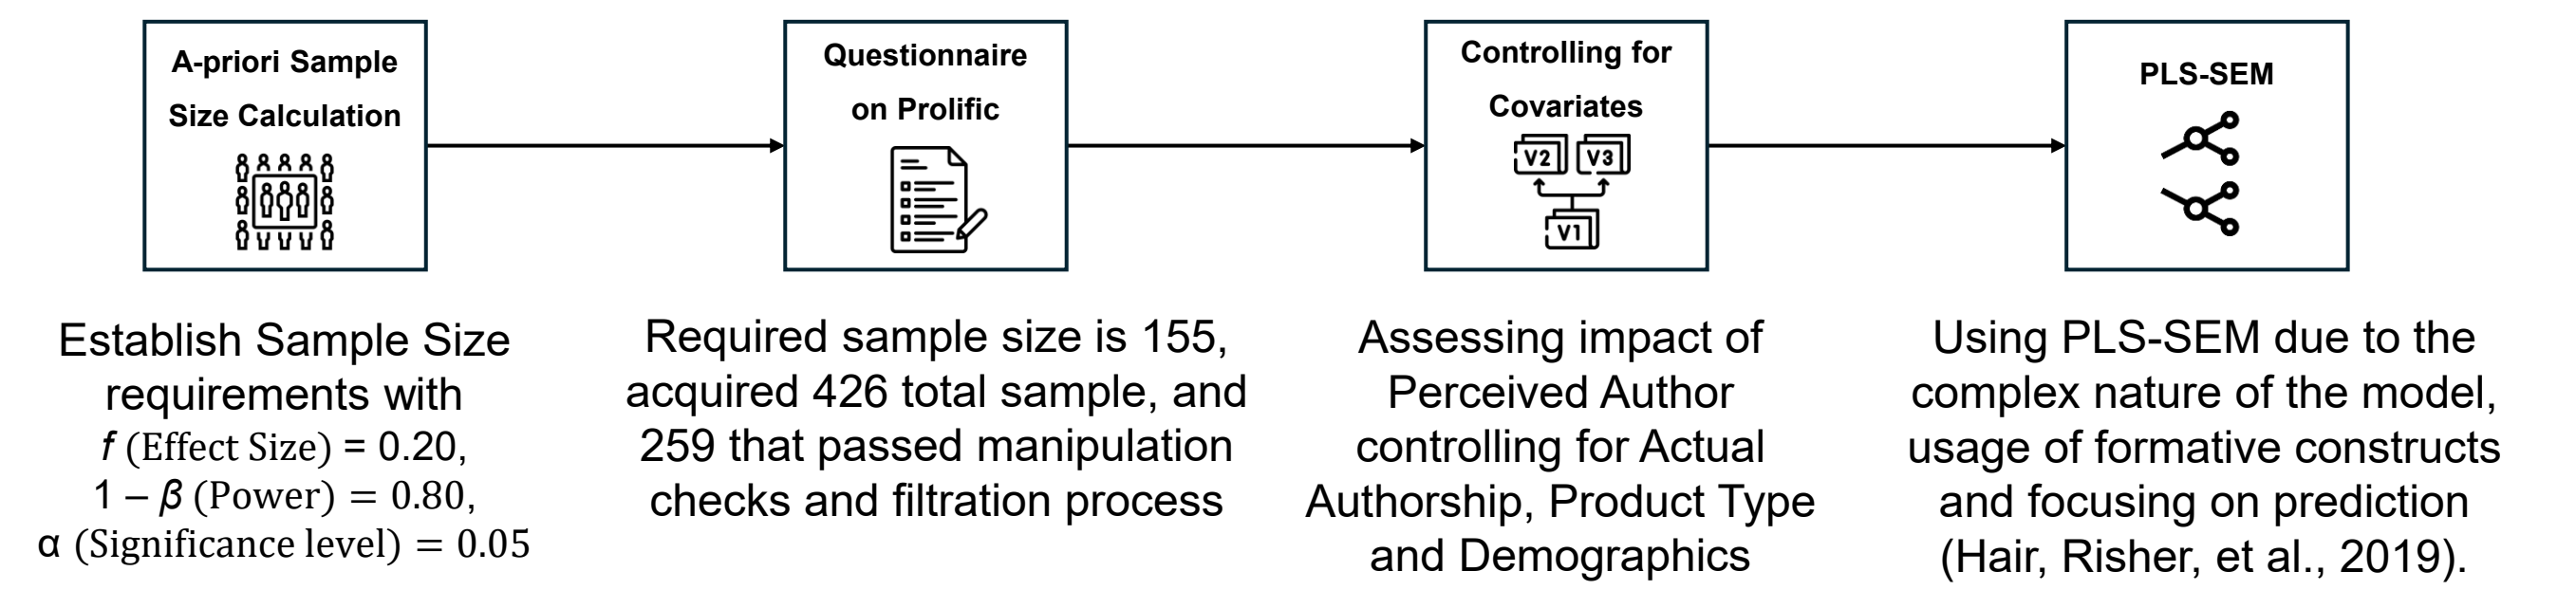 A-priori Sample
Size Calculation
Establish Sample Size
requirements with
f (Effect Size) = 0.20,
1 – β (Power) = 0.80,
α (Significance level) = 0.05
Questionnaire
on Prolific
Required sample size is 155,
acquired 426 total sample, and
259 that passed manipulation
checks and filtration process
Controlling for
Covariates
V2 V3
V1
Assessing impact of
Perceived Author
controlling for Actual
Authorship, Product Type
and Demographics
PLS-SEM
Using PLS-SEM due to the
complex nature of the model,
usage of formative constructs
and focusing on prediction
(Hair, Risher, et al., 2019).